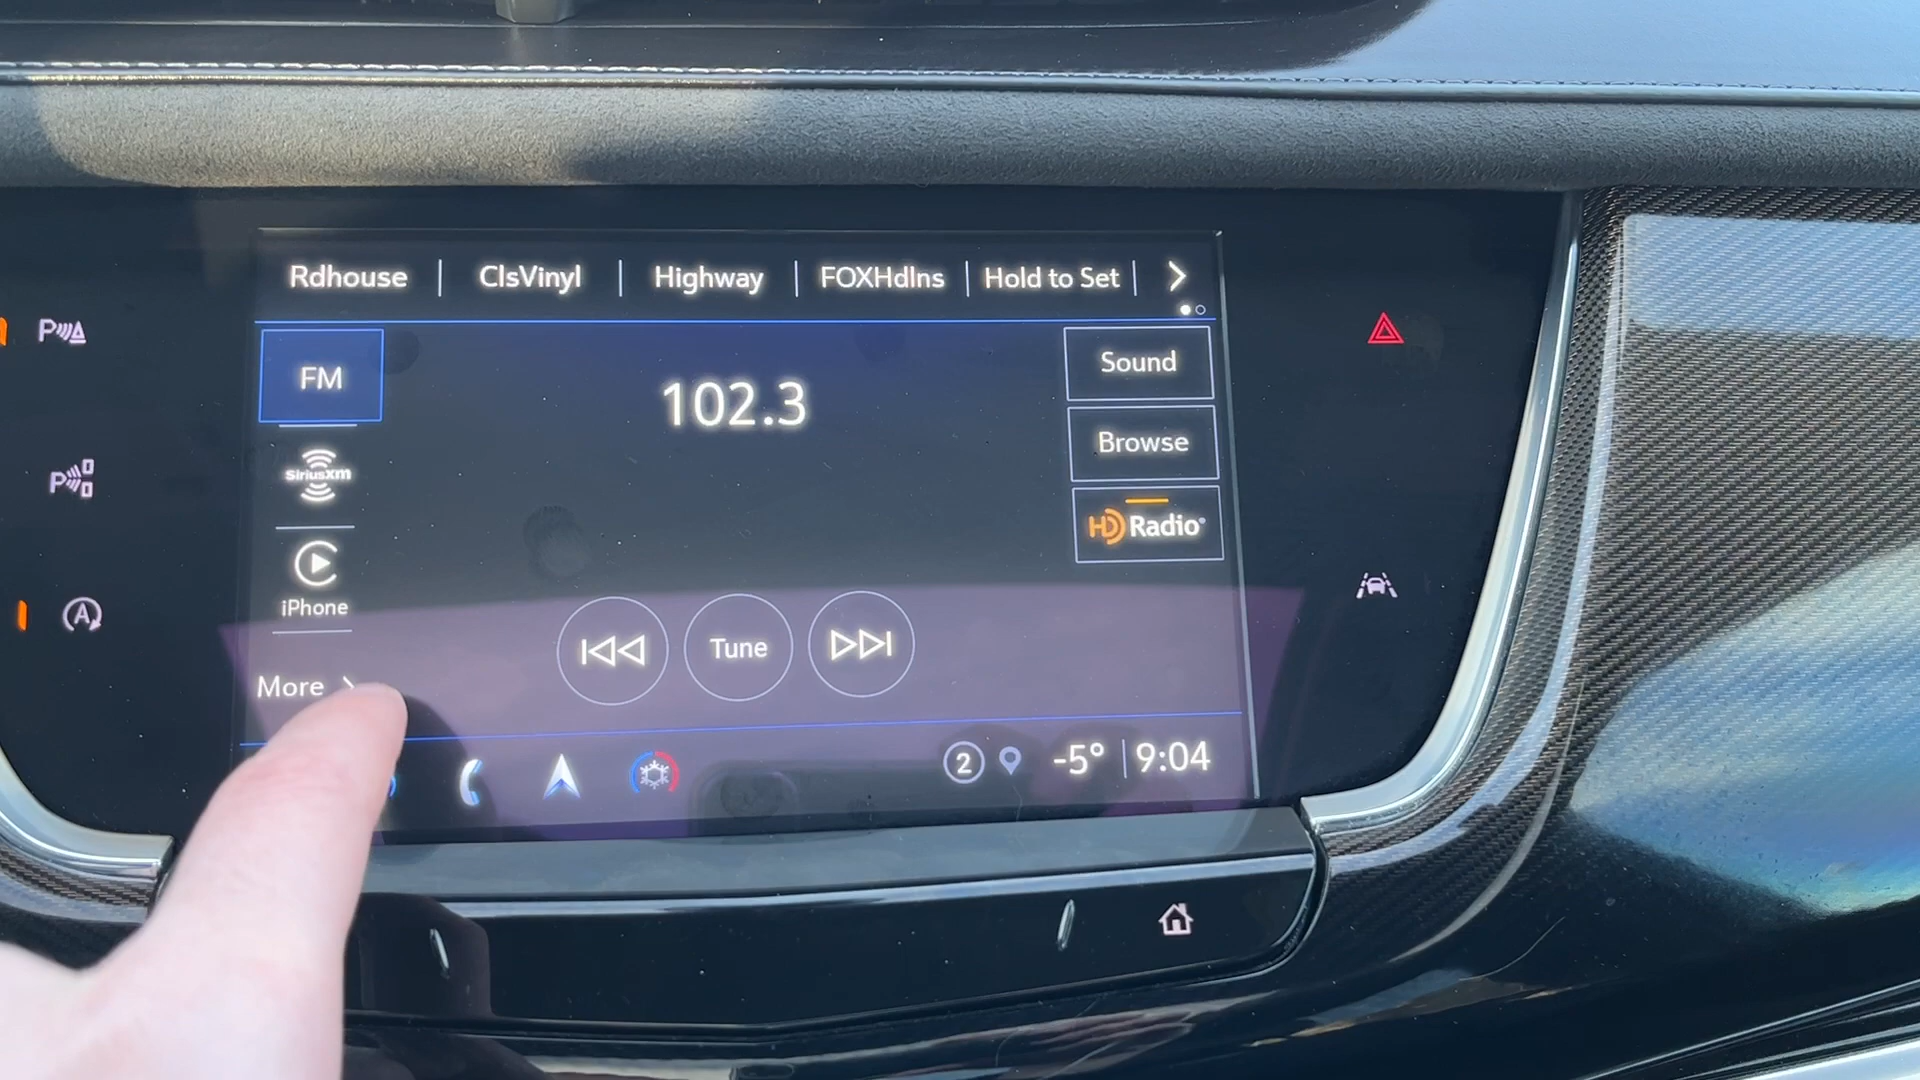 Rdhouse | ClsVinyl | Highway | FOXHdlns | Hold to Set |
FM
SiriusXM
iPhone
More
102.3
Sound
Browse
HD Radio®
Tune
2
-5° | 9:04
P
P
A